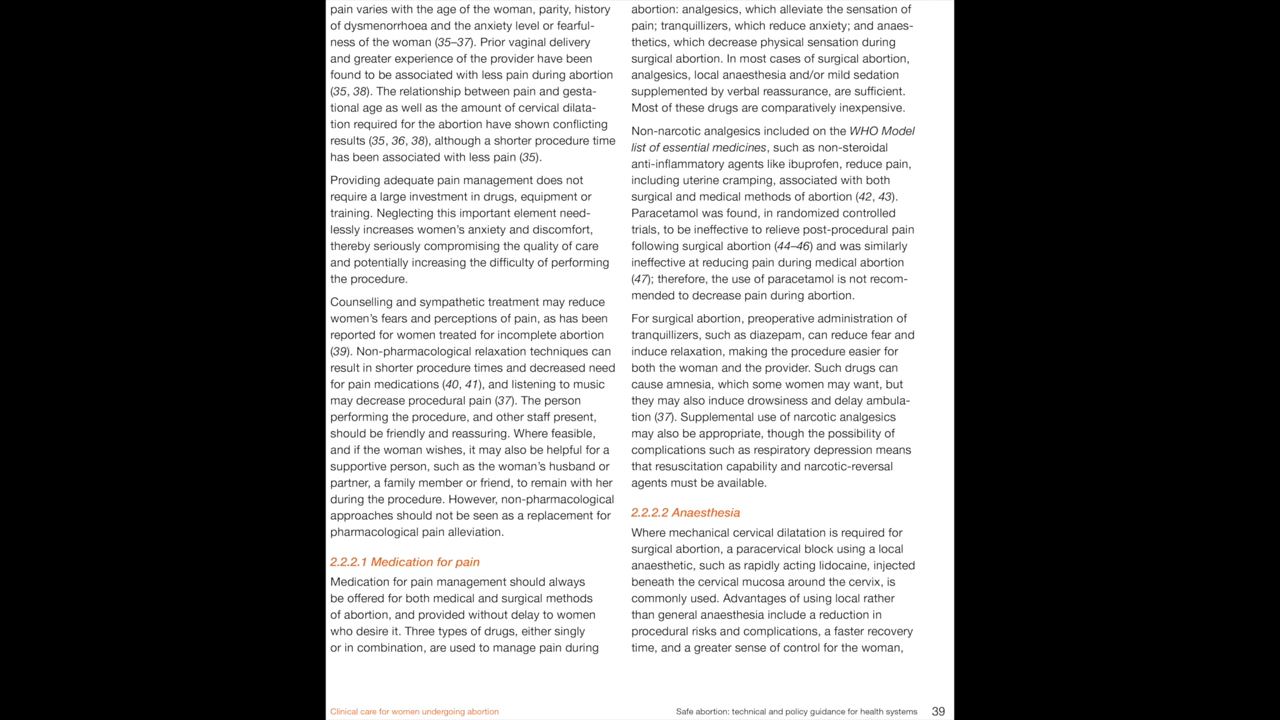 pain varies with the age of the woman, parity, history
of dysmenorrhoea and the anxiety level or fearful-
ness of the woman (35–37). Prior vaginal delivery
and greater experience of the provider have been
found to be associated with less pain during abortion
(35, 38). The relationship between pain and gesta-
tional age as well as the amount of cervical dilata-
tion required for the abortion have shown conflicting
results (35, 36, 38), although a shorter procedure time
has been associated with less pain (35).
Providing adequate pain management does not
require a large investment in drugs, equipment or
training. Neglecting this important element need-
lessly increases women’s anxiety and discomfort,
thereby seriously compromising the quality of care
and potentially increasing the difficulty of performing
the procedure.
Counselling and sympathetic treatment may reduce
women’s fears and perceptions of pain, as has been
reported for women treated for incomplete abortion
(39). Non-pharmacological relaxation techniques can
result in shorter procedure times and decreased need
for pain medications (40, 41), and listening to music
may decrease procedural pain (37). The person
performing the procedure, and other staff present,
should be friendly and reassuring. Where feasible,
and if the woman wishes, it may also be helpful for a
supportive person, such as the woman’s husband or
partner, a family member or friend, to remain with her
during the procedure. However, non-pharmacological
approaches should not be seen as a replacement for
pharmacological pain alleviation.
2.2.2.1 Medication for pain
Medication for pain management should always
be offered for both medical and surgical methods
of abortion, and provided without delay to women
who desire it. Three types of drugs, either singly
or in combination, are used to manage pain during
abortion: analgesics, which alleviate the sensation of
pain; tranquillizers, which reduce anxiety; and anaes-
thetics, which decrease physical sensation during
surgical abortion. In most cases of surgical abortion,
analgesics, local anaesthesia and/or mild sedation
supplemented by verbal reassurance, are sufficient.
Most of these drugs are comparatively inexpensive.
Non-narcotic analgesics included on the WHO Model
list of essential medicines, such as non-steroidal
anti-inflammatory agents like ibuprofen, reduce pain,
including uterine cramping, associated with both
surgical and medical methods of abortion (42, 43).
Paracetamol was found, in randomized controlled
trials, to be ineffective to relieve post-procedural pain
following surgical abortion (44–46) and was similarly
ineffective at reducing pain during medical abortion
(47); therefore, the use of paracetamol is not recom-
mended to decrease pain during abortion.
For surgical abortion, preoperative administration of
tranquillizers, such as diazepam, can reduce fear and
induce relaxation, making the procedure easier for
both the woman and the provider. Such drugs can
cause amnesia, which some women may want, but
they may also induce drowsiness and delay ambula-
tion (37). Supplemental use of narcotic analgesics
may also be appropriate, though the possibility of
complications such as respiratory depression means
that resuscitation capability and narcotic-reversal
agents must be available.
2.2.2.2 Anaesthesia
Where mechanical cervical dilatation is required for
surgical abortion, a paracervical block using a local
anaesthetic, such as rapidly acting lidocaine, injected
beneath the cervical mucosa around the cervix, is
commonly used. Advantages of using local rather
than general anaesthesia include a reduction in
procedural risks and complications, a faster recovery
time, and a greater sense of control for the woman,
Clinical care for women undergoing abortion
Safe abortion: technical and policy guidance for health systems 39